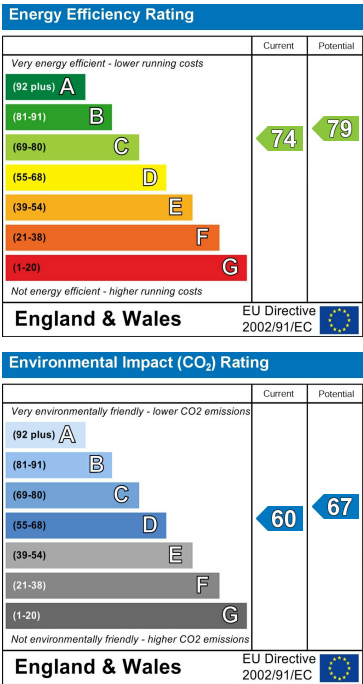 Energy Efficiency Rating
Current Potential
Very energy efficient - lower running costs
(92 plus) A
(81-91) B
(69-80) C
(55-68) D
(39-54) E
(21-38) F
(1-20) G
74
79
Not energy efficient - higher running costs
England & Wales
EU Directive
2002/91/EC
Environmental Impact (CO₂) Rating
Current Potential
Very environmentally friendly - lower CO2 emissions
(92 plus) A
(81-91) B
(69-80) C
(55-68) D
(39-54) E
(21-38) F
(1-20) G
60
67
Not environmentally friendly - higher CO2 emissions
England & Wales
EU Directive
2002/91/EC